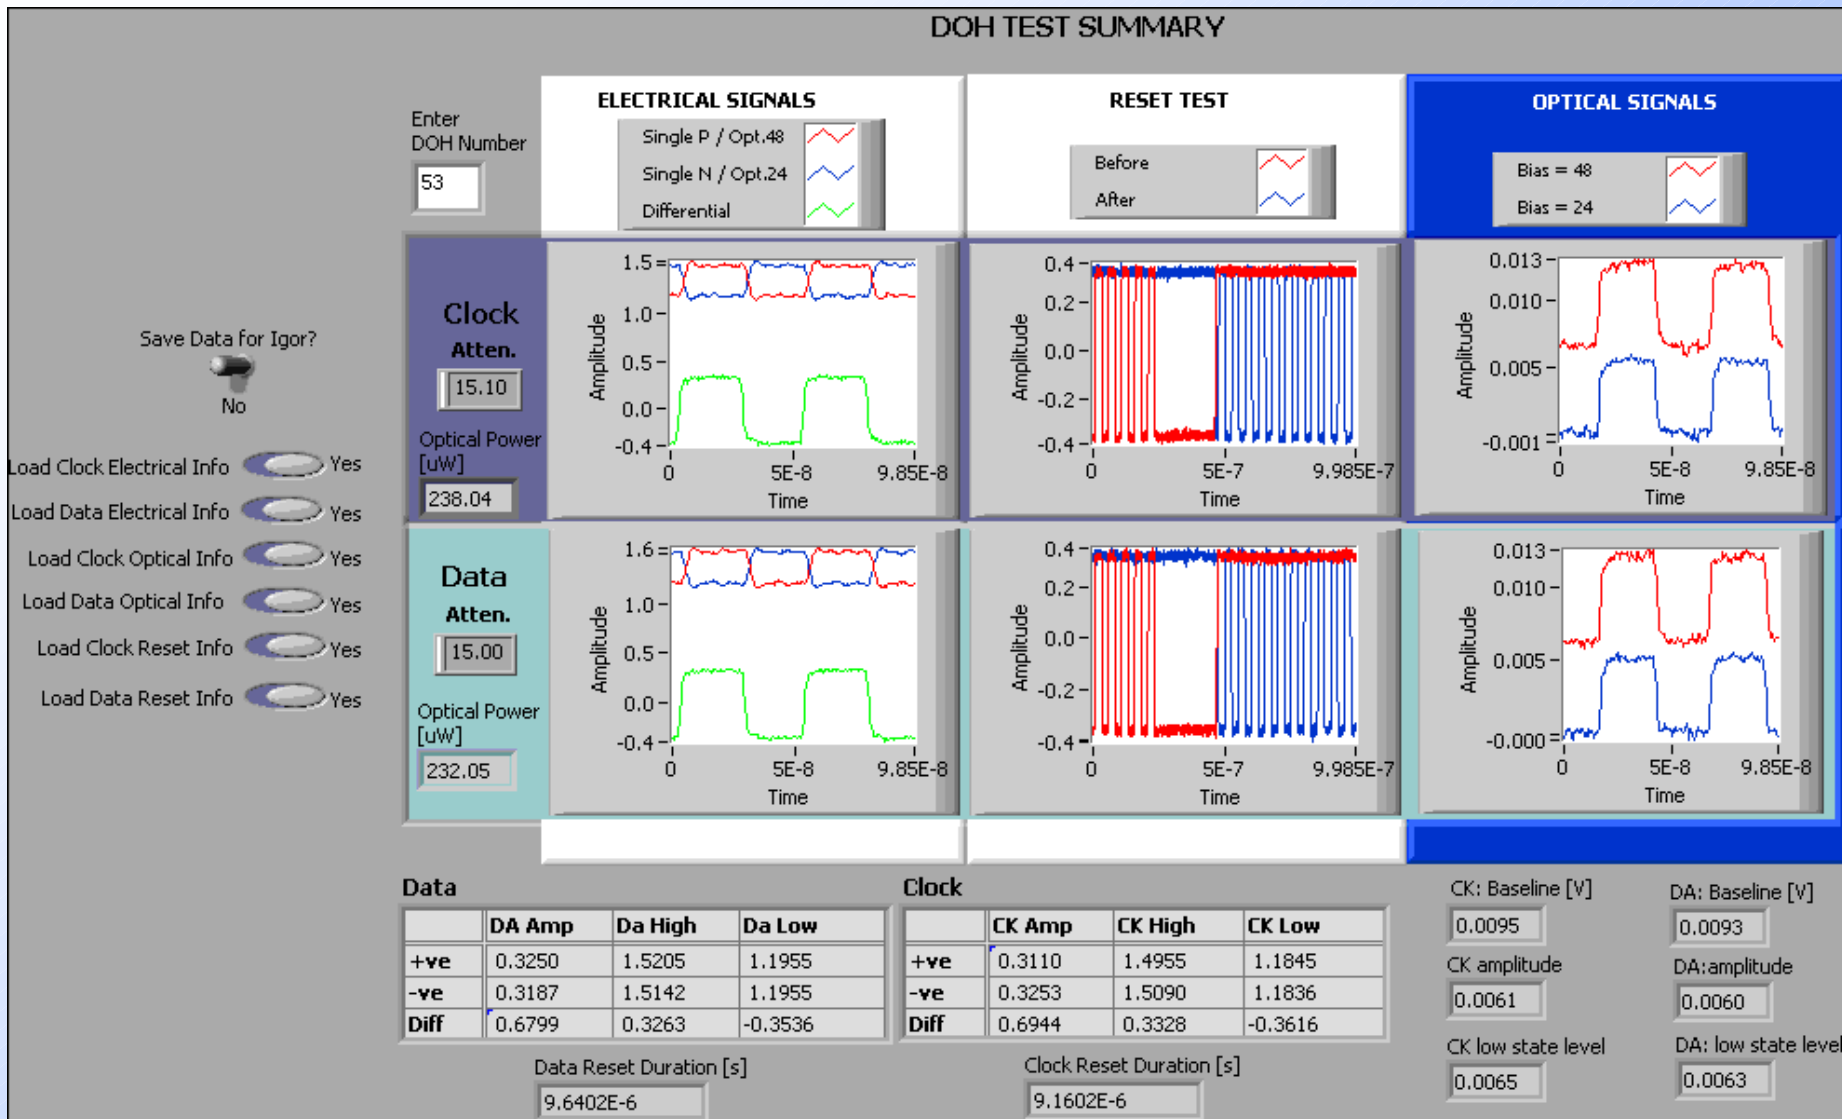 DOH TEST SUMMARY
Enter
DOH Number
53
ELECTRICAL SIGNALS
Single P / Opt.48
Single N / Opt.24
Differential
RESET TEST
Before
After
OPTICAL SIGNALS
Bias = 48
Bias = 24
Save Data for Igor?
No
Load Clock Electrical Info Yes
Load Data Electrical Info Yes
Load Clock Optical Info Yes
Load Data Optical Info Yes
Load Clock Reset Info Yes
Load Data Reset Info Yes
Clock
Atten.
15.10
Optical Power
[uW]
238.04
Amplitude
1.5
1.0
0.5
0.0
-0.4
0 5E-8 9.85E-8
Time
Amplitude
0.4
0.2
0.0
-0.2
-0.4
0 5E-7 9.985E-7
Time
Amplitude
0.013
0.010
0.005
-0.001
0 5E-8 9.85E-8
Time
Data
Atten.
15.00
Optical Power
[uW]
232.05
Amplitude
1.6
1.0
0.5
0.0
-0.4
0 5E-8 9.85E-8
Time
Amplitude
0.4
0.2
0.0
-0.2
-0.4
0 5E-7 9.985E-7
Time
Amplitude
0.013
0.010
0.005
-0.000
0 5E-8 9.85E-8
Time
Data
DA Amp Da High Da Low
+ve 0.3250 1.5205 1.1955
-ve 0.3187 1.5142 1.1955
Diff 0.6799 0.3263 -0.3536
Data Reset Duration [s]
9.6402E-6
Clock
CK Amp CK High CK Low
+ve 0.3110 1.4955 1.1845
-ve 0.3253 1.5090 1.1836
Diff 0.6944 0.3328 -0.3616
Clock Reset Duration [s]
9.1602E-6
CK: Baseline [V]
0.0095
CK amplitude
0.0061
CK low state level
0.0065
DA: Baseline [V]
0.0093
DA:amplitude
0.0060
DA: low state level
0.0063